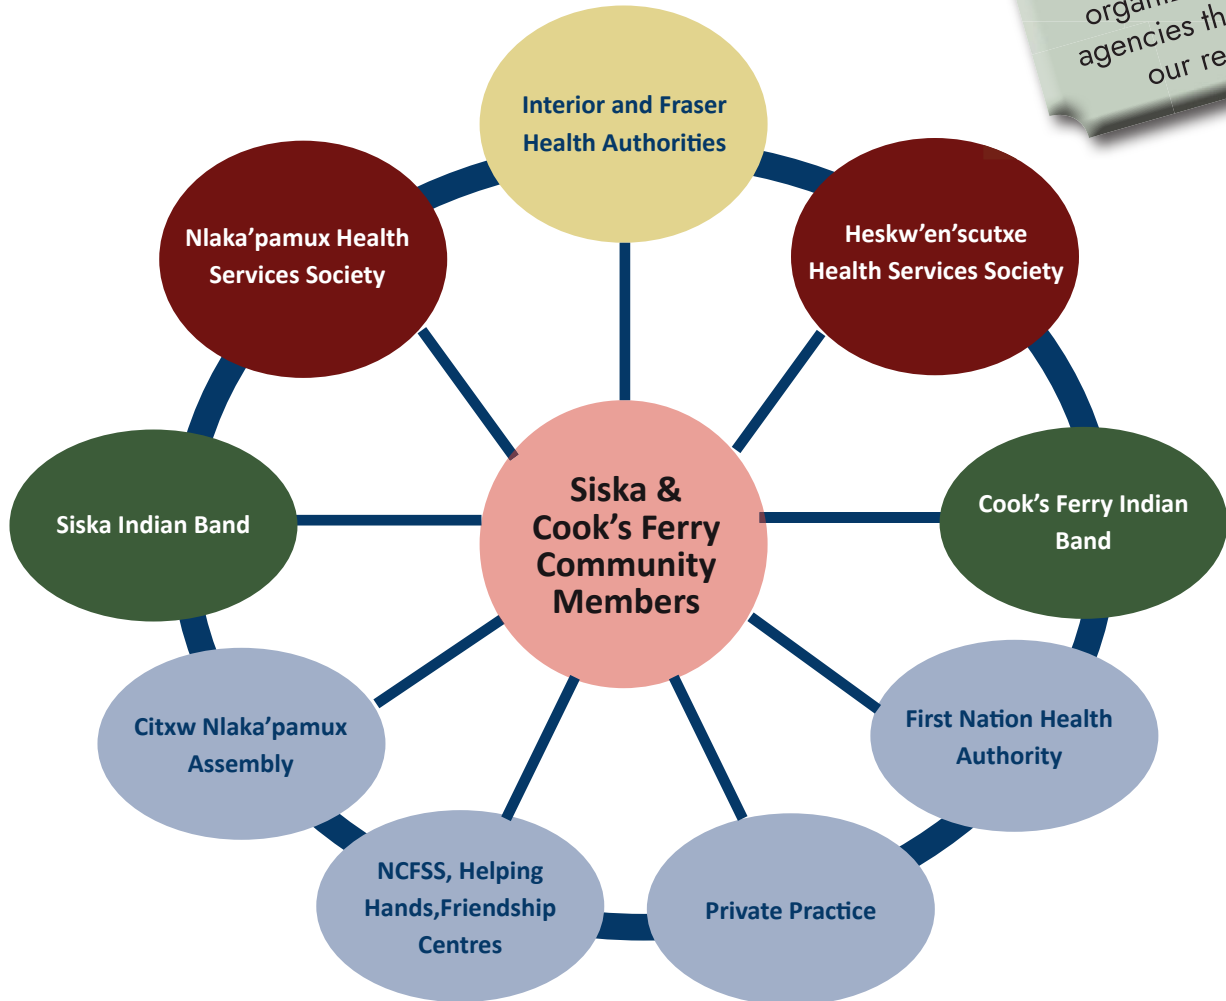 organi
agencies th
our re
Interior and Fraser
Health Authorities
Nlaka’pamux Health
Services Society
Heskw’en’scutxe
Health Services Society
Siska Indian Band
Siska &
Cook’s Ferry
Community
Members
Cook’s Ferry Indian
Band
Citxw Nlaka’pamux
Assembly
First Nation Health
Authority
NCFSS, Helping
Hands,Friendship
Centres
Private Practice